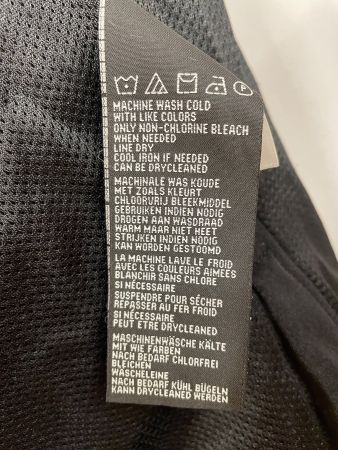 P
MACHINE WASH COLD
WITH LIKE COLORS
ONLY NON-CHLORINE BLEACH
WHEN NEEDED
LINE DRY
COOL IRON IF NEEDED
CAN BE DRYCLEANED
MACHINALE WAS KOUDE
MET ZOALS KLEURT
CHLOORVRIJ BLEEKMIDDEL
GEBRUIKEN INDIEN NODIG
DROGEN AAN WASDRAAD
WARM MAAR NIET HEET
STRIJKEN INDIEN NODIG
KAN WORDEN GESTOOMD
LA MACHINE LAVE LE FROID
AVEC LES COULEURS AIMEES
BLANCHIR SANS CHLORE
SI NÉCESSAIRE
SUSPENDRE POUR SÉCHER
REPASSER AU FER FROID
SI NÉCESSAIRE
PEUT ETRE DRYCLEANED
MASCHINENWÄSCHE KÄLTE
MIT WIE FARBEN
NACH BEDARF CHLORFREI
BLEICHEN
WASCHELEINE
NACH BEDARF KÜHL BÜGELN
KANN DRYCLEANED WERDEN